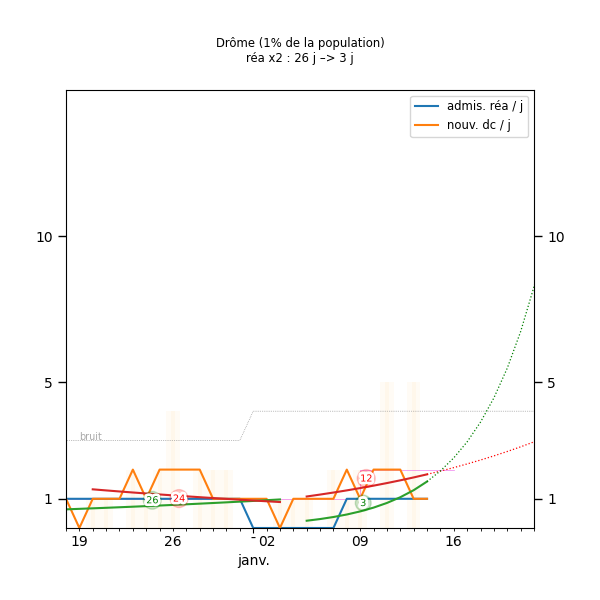 Drôme (1% de la population)
réa x2 : 26 j –> 3 j
admis. réa / j
nouv. dc / j
10
10
5
5
bruit
12
26
24
3
1
1
19
26
- 02
09
16
janv.